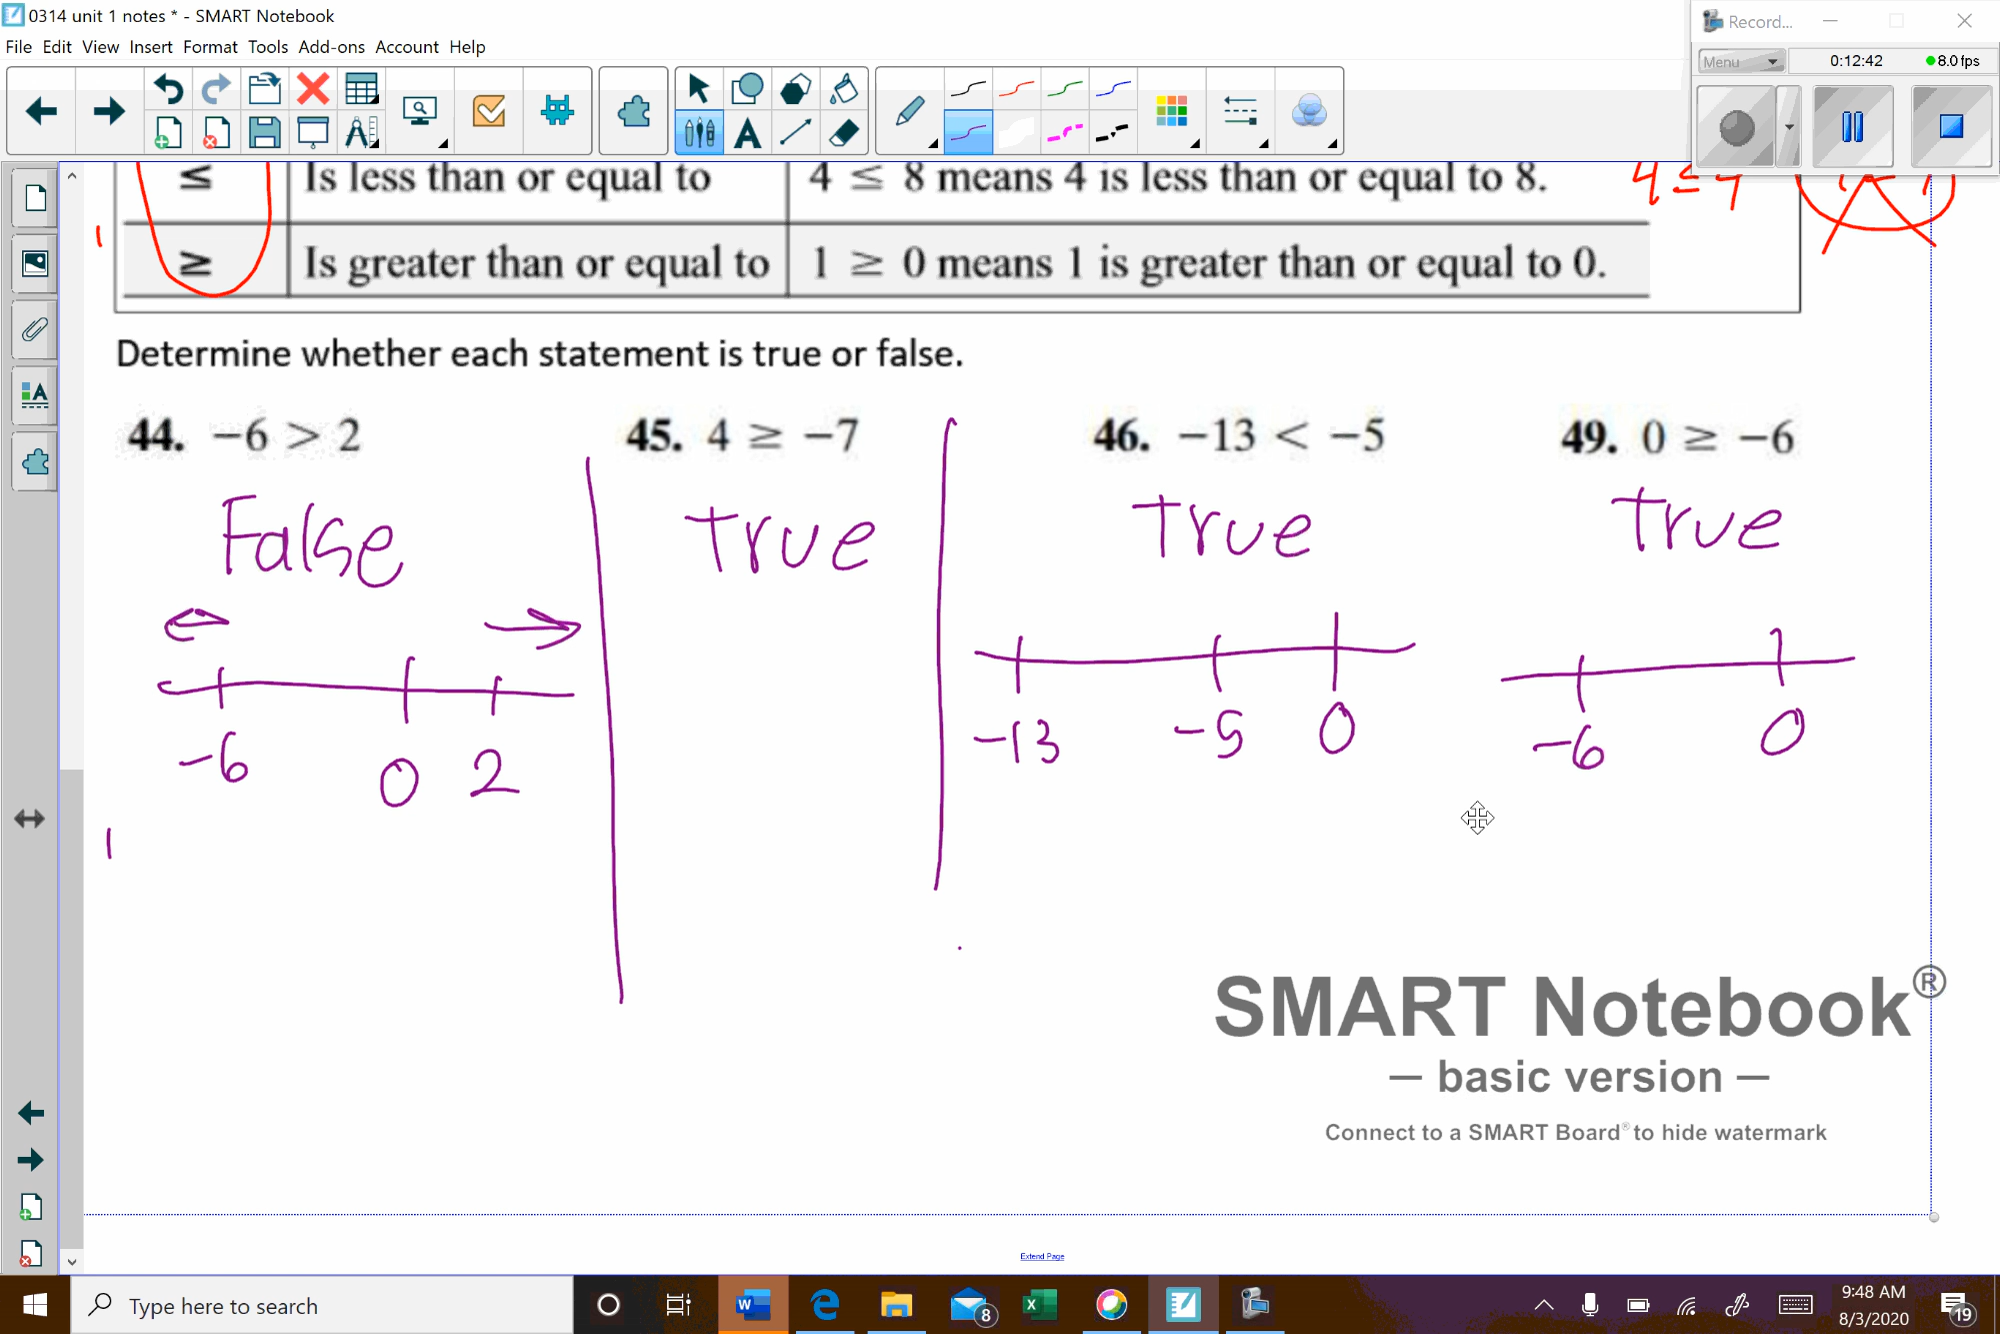 0314 unit 1 notes * - SMART Notebook
Record...
File Edit View Insert Format Tools Add-ons Account Help
Menu 0:12:42 8.0 fps
≤ Is less than or equal to 4 ≤ 8 means 4 is less than or equal to 8. 4 ≤ 4
≥ Is greater than or equal to 1 ≥ 0 means 1 is greater than or equal to 0.
Determine whether each statement is true or false.
44. −6 > 2 45. 4 ≥ −7 46. −13 < −5 49. 0 ≥ −6
False True True True
-6 0 2 -13 -5 0 -6 0
SMART Notebook®
— basic version —
Connect to a SMART Board® to hide watermark
Extend Page
Type here to search
8
9:48 AM
8/3/2020
19